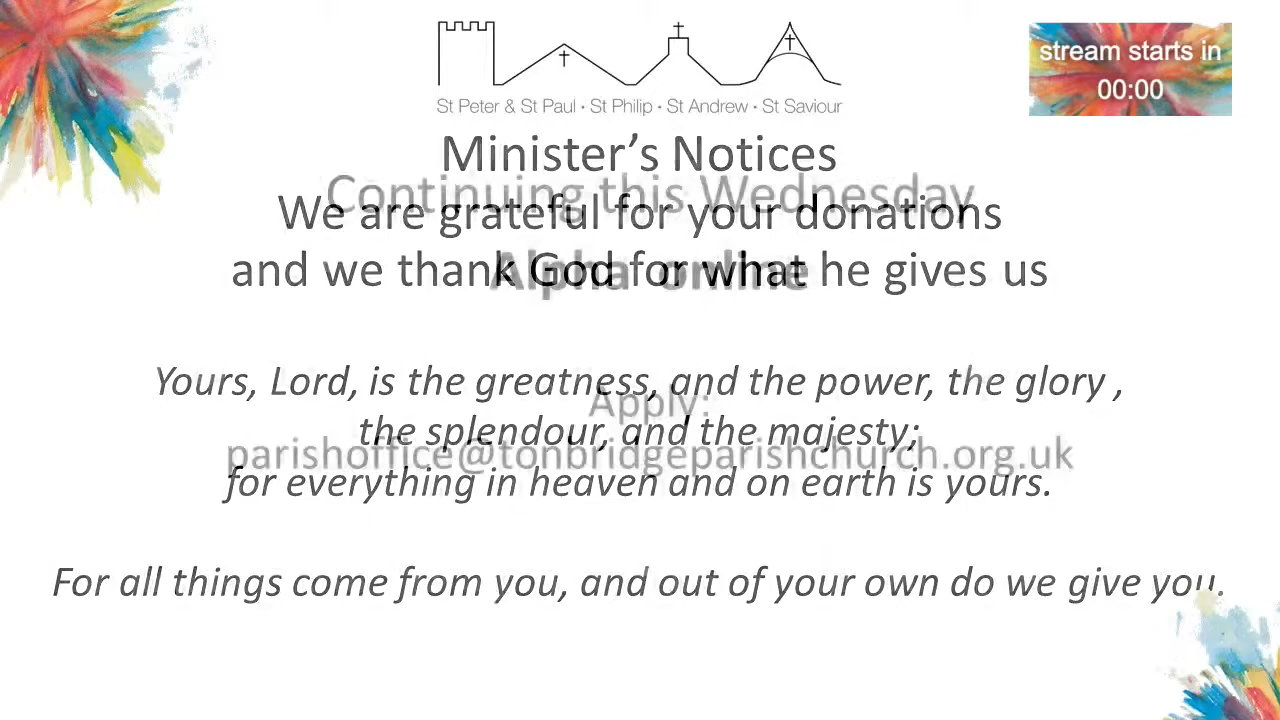 stream starts in
00:00
St Peter & St Paul • St Philip • St Andrew • St Saviour
Minister's Notices
Continuing this Wednesday
We are grateful for your donations
and we thank God for what he gives us
Alpha online
Yours, Lord, is the greatness, and the power, the glory ,
Apply:
the splendour, and the majesty;
parishoffice@tonbridgeparishchurch.org.uk
for everything in heaven and on earth is yours.
For all things come from you, and out of your own do we give you.